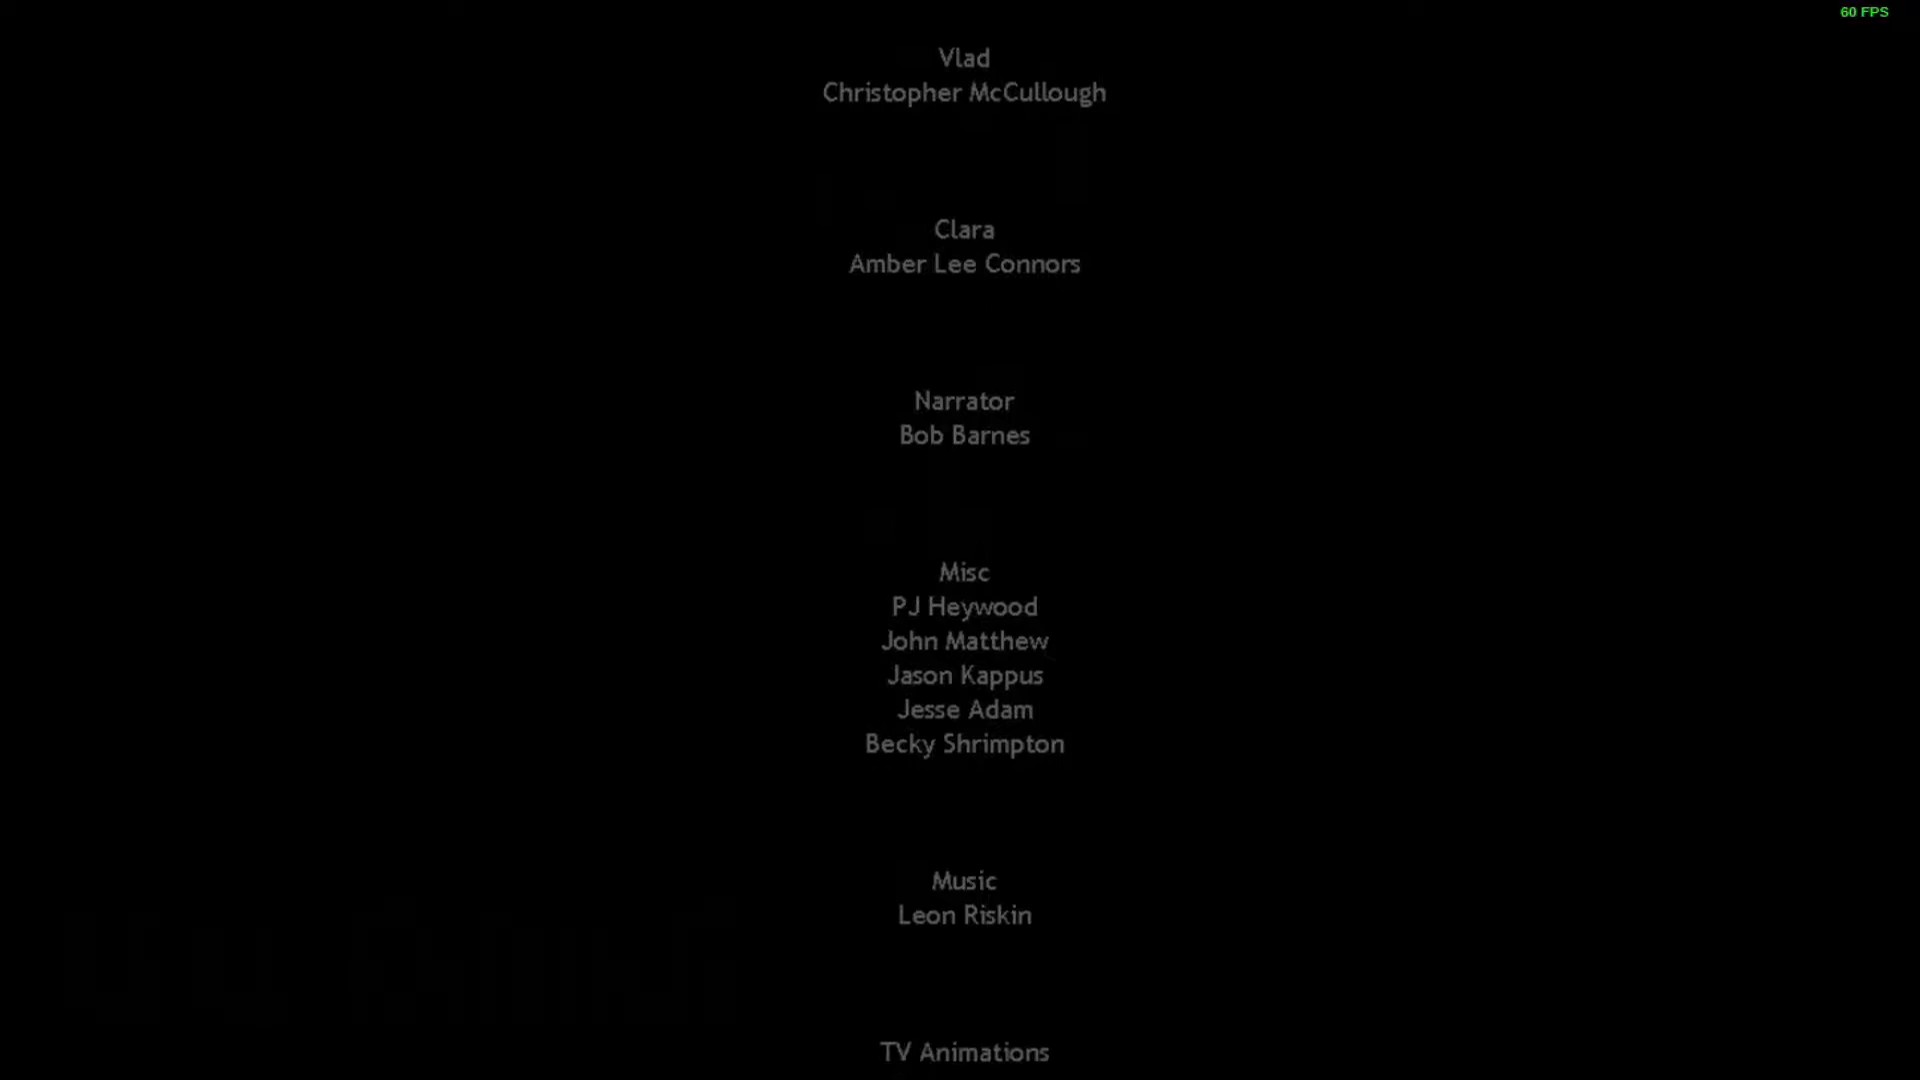 60 FPS
Vlad
Christopher McCullough
Clara
Amber Lee Connors
Narrator
Bob Barnes
Misc
PJ Heywood
John Matthew
Jason Kappus
Jesse Adam
Becky Shrimpton
Music
Leon Riskin
TV Animations